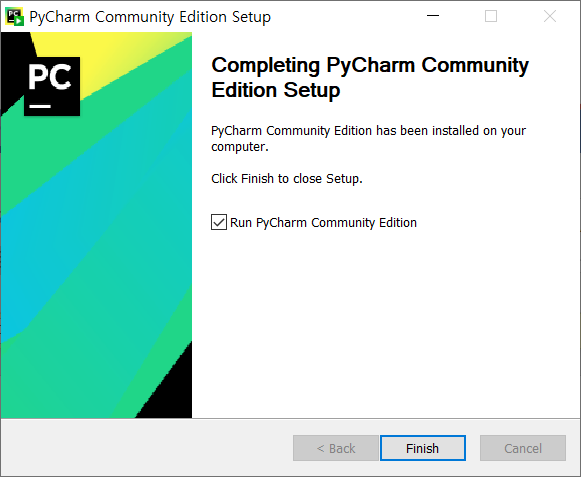 PyCharm Community Edition Setup
PC
Completing PyCharm Community
Edition Setup
PyCharm Community Edition has been installed on your
computer.
Click Finish to close Setup.
Run PyCharm Community Edition
< Back
Finish
Cancel